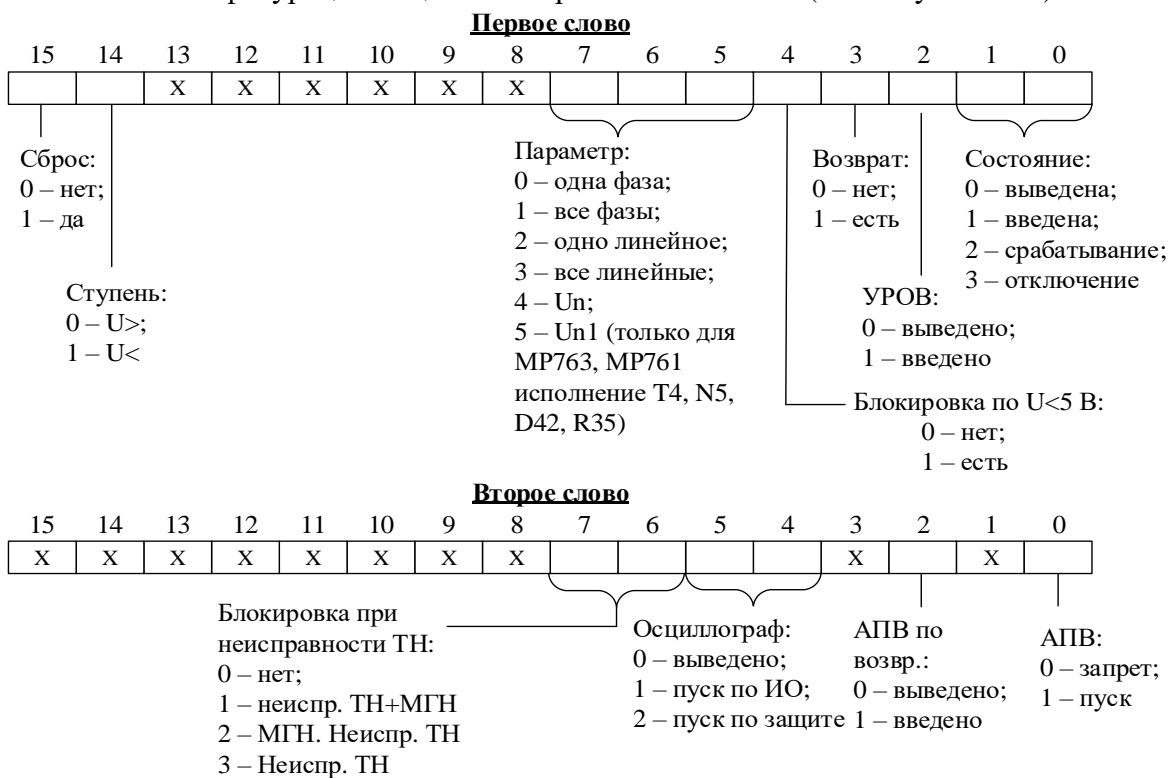 Первое слово
15 14 13 12 11 10 9 8 7 6 5 4 3 2 1 0
X X X X X X
Сброс:
0 – нет;
1 – да
Ступень:
0 – U>;
1 – U<
Параметр:
0 – одна фаза;
1 – все фазы;
2 – одно линейное;
3 – все линейные;
4 – Un;
5 – Un1 (только для
МР763, МР761
исполнение Т4, N5,
D42, R35)
Возврат:
0 – нет;
1 – есть
Состояние:
0 – выведена;
1 – введена;
2 – срабатывание;
3 – отключение
УРОВ:
0 – выведено;
1 – введено
Блокировка по U<5 В:
0 – нет;
1 – есть
Второе слово
15 14 13 12 11 10 9 8 7 6 5 4 3 2 1 0
X X X X X X X X X X
Блокировка при
неисправности ТН:
0 – нет;
1 – неиспр. ТН+МГН
2 – МГН. Неиспр. ТН
3 – Неиспр. ТН
Осциллограф:
0 – выведено;
1 – пуск по ИО;
2 – пуск по защите
АПВ по
возвр.:
0 – выведено;
1 – введено
АПВ:
0 – запрет;
1 – пуск